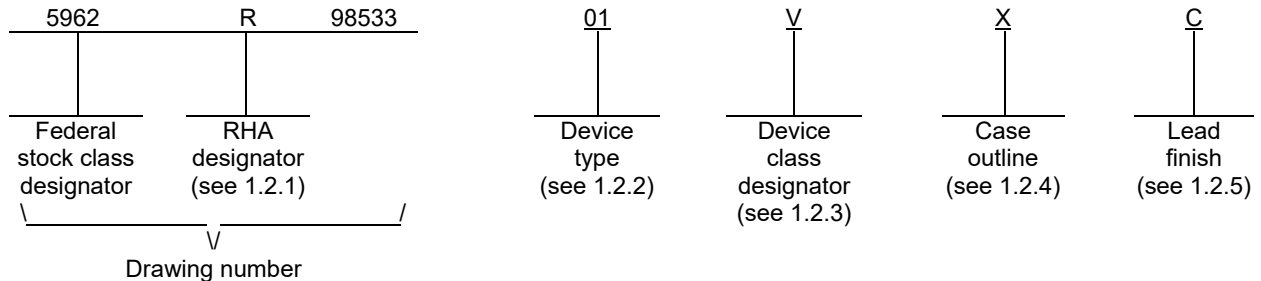 5962 R 98533 01 V X C
Federal stock class designator
RHA designator (see 1.2.1)
Device type (see 1.2.2)
Device class designator (see 1.2.3)
Case outline (see 1.2.4)
Lead finish (see 1.2.5)
Drawing number